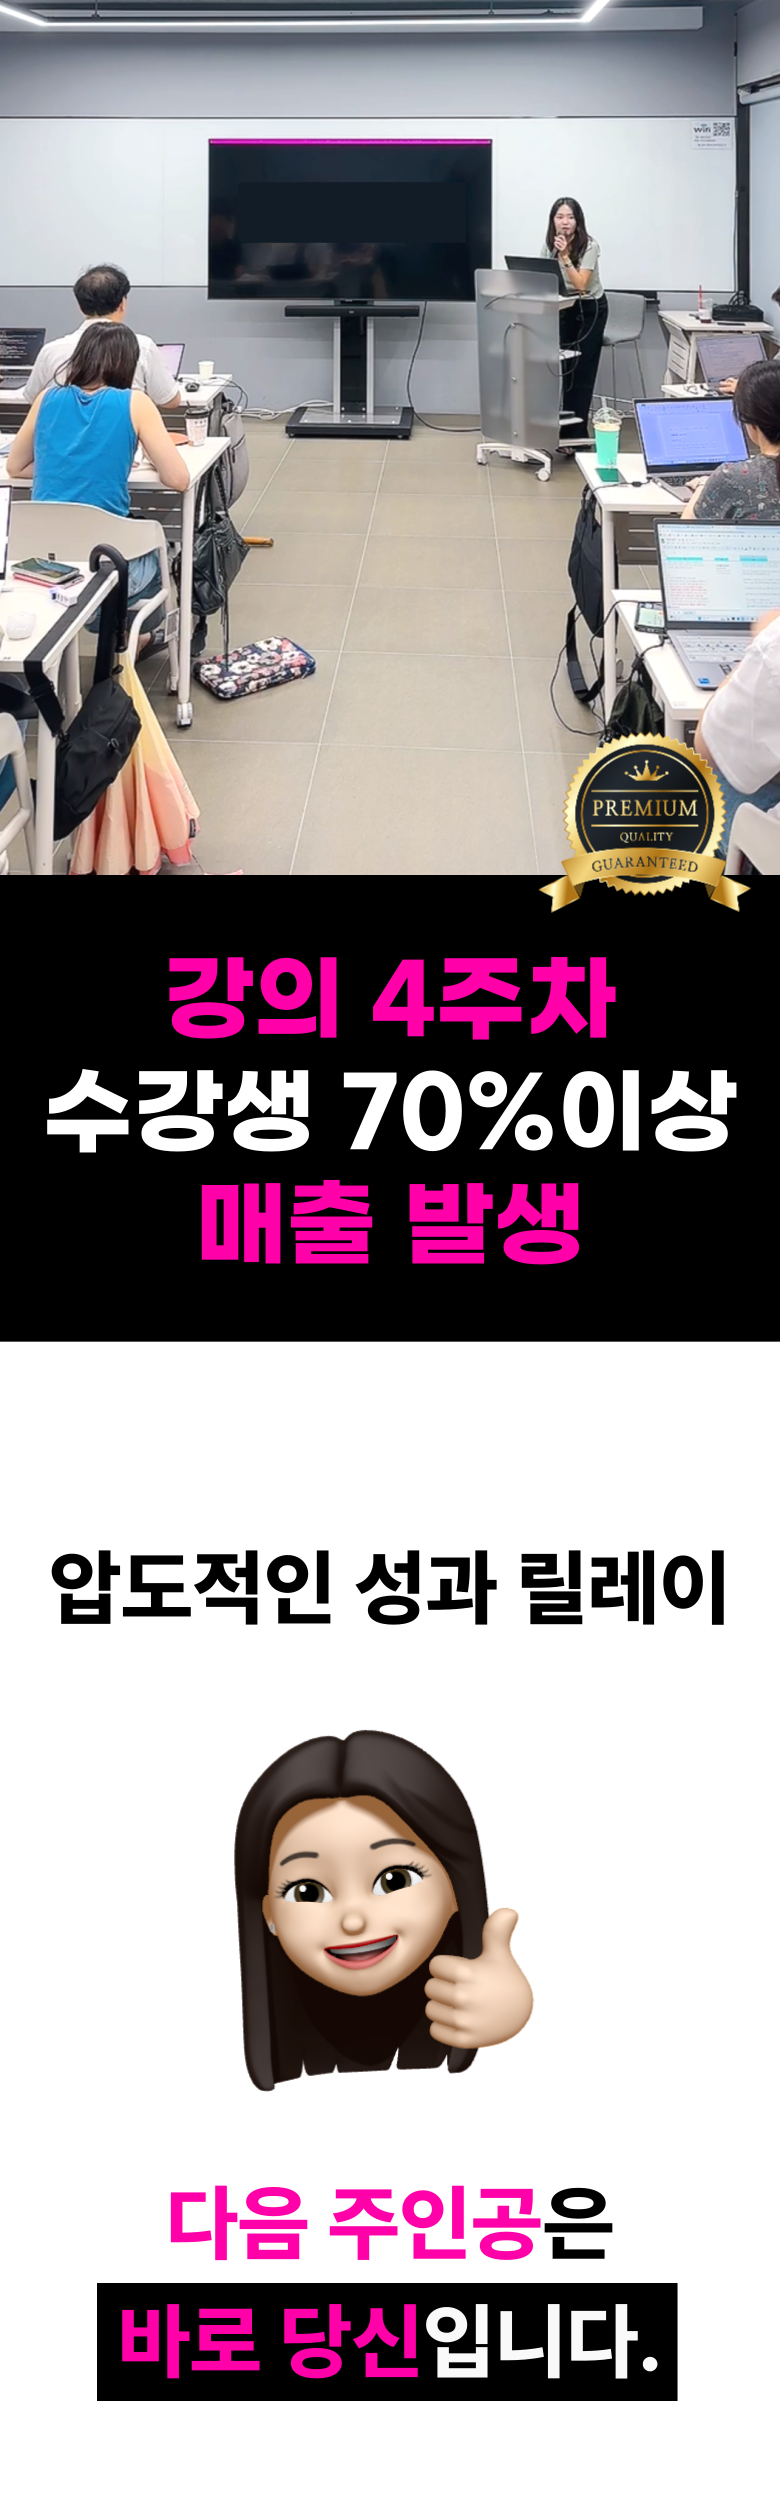 wifi
PREMIUM
QUALITY
GUARANTEED
강의 4주차
수강생 70%이상
매출 발생
압도적인 성과 릴레이
다음 주인공은
바로 당신입니다.